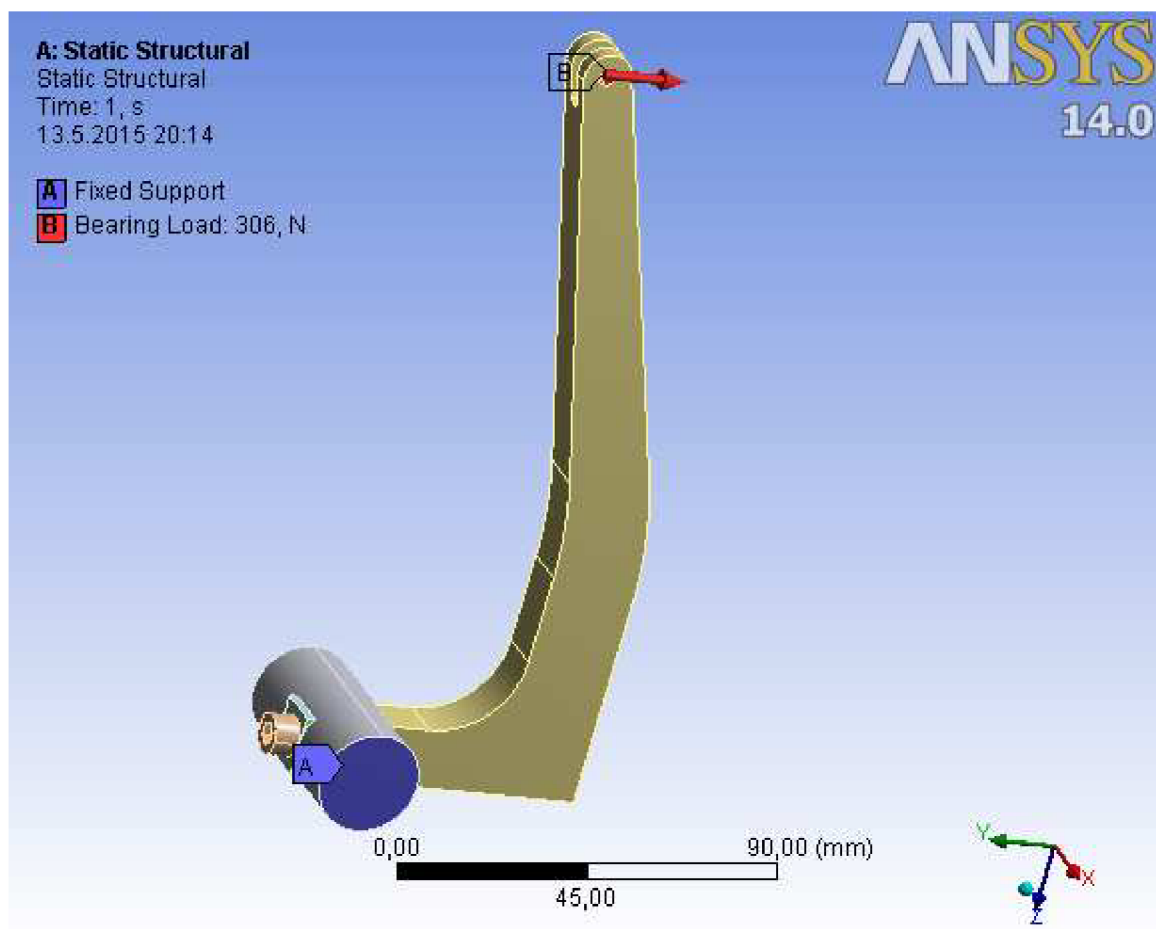 A: Static Structural
Static Structural
Time: 1, s
13.5.2015 20:14
A Fixed Support
B Bearing Load: 306, N
ANSYS
14.0
B
A
0,00
90,00 (mm)
45,00
Y
X
Z